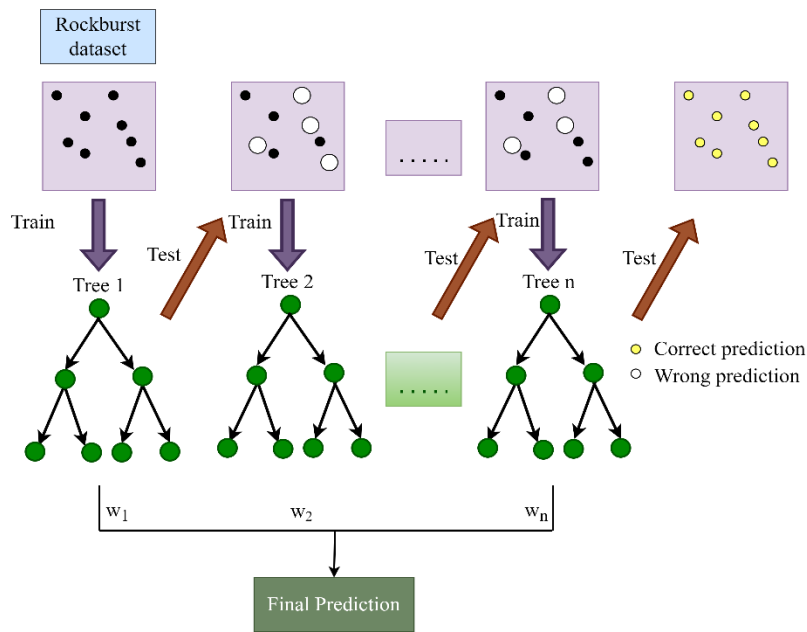 Rockburst
dataset
.....
Train
Test
Train
Test
Train
Test
Tree 1
Tree 2
Tree n
.....
Correct prediction
Wrong prediction
w1
w2
wn
Final Prediction